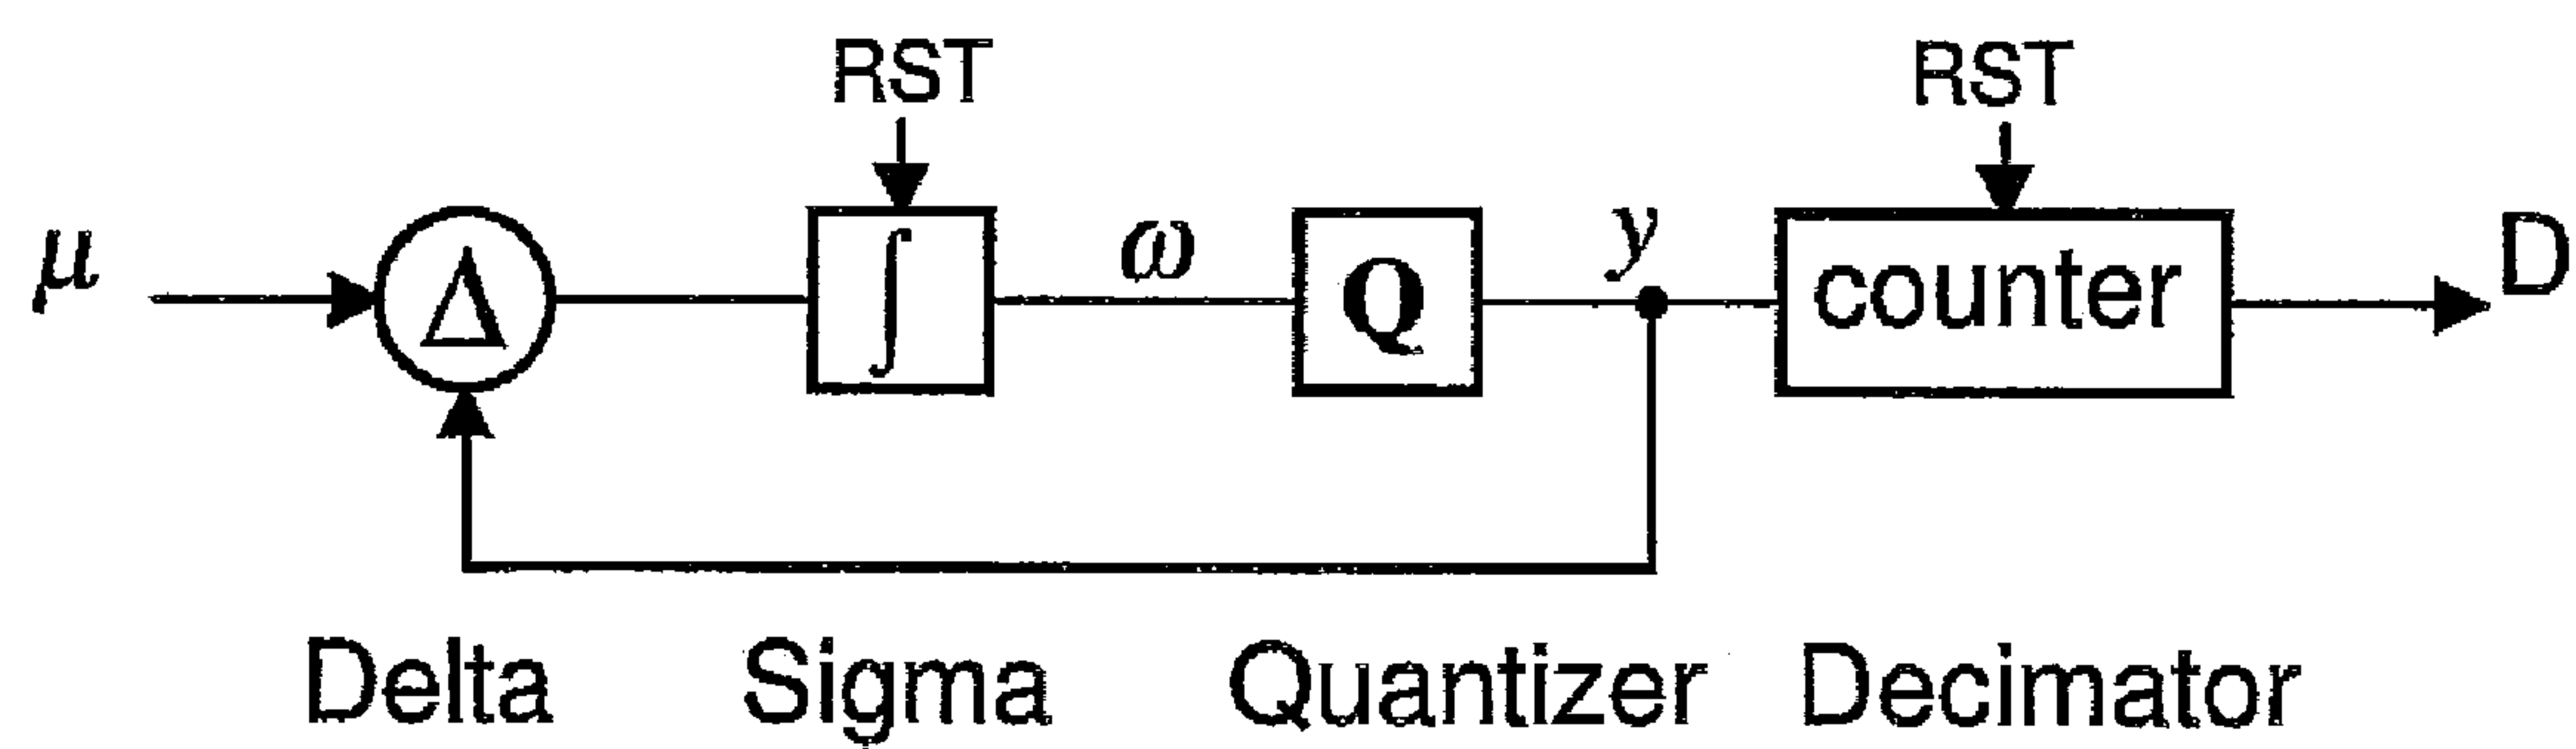 RST RST
μ Δ ∫ ω Q y counter D
Delta Sigma Quantizer Decimator